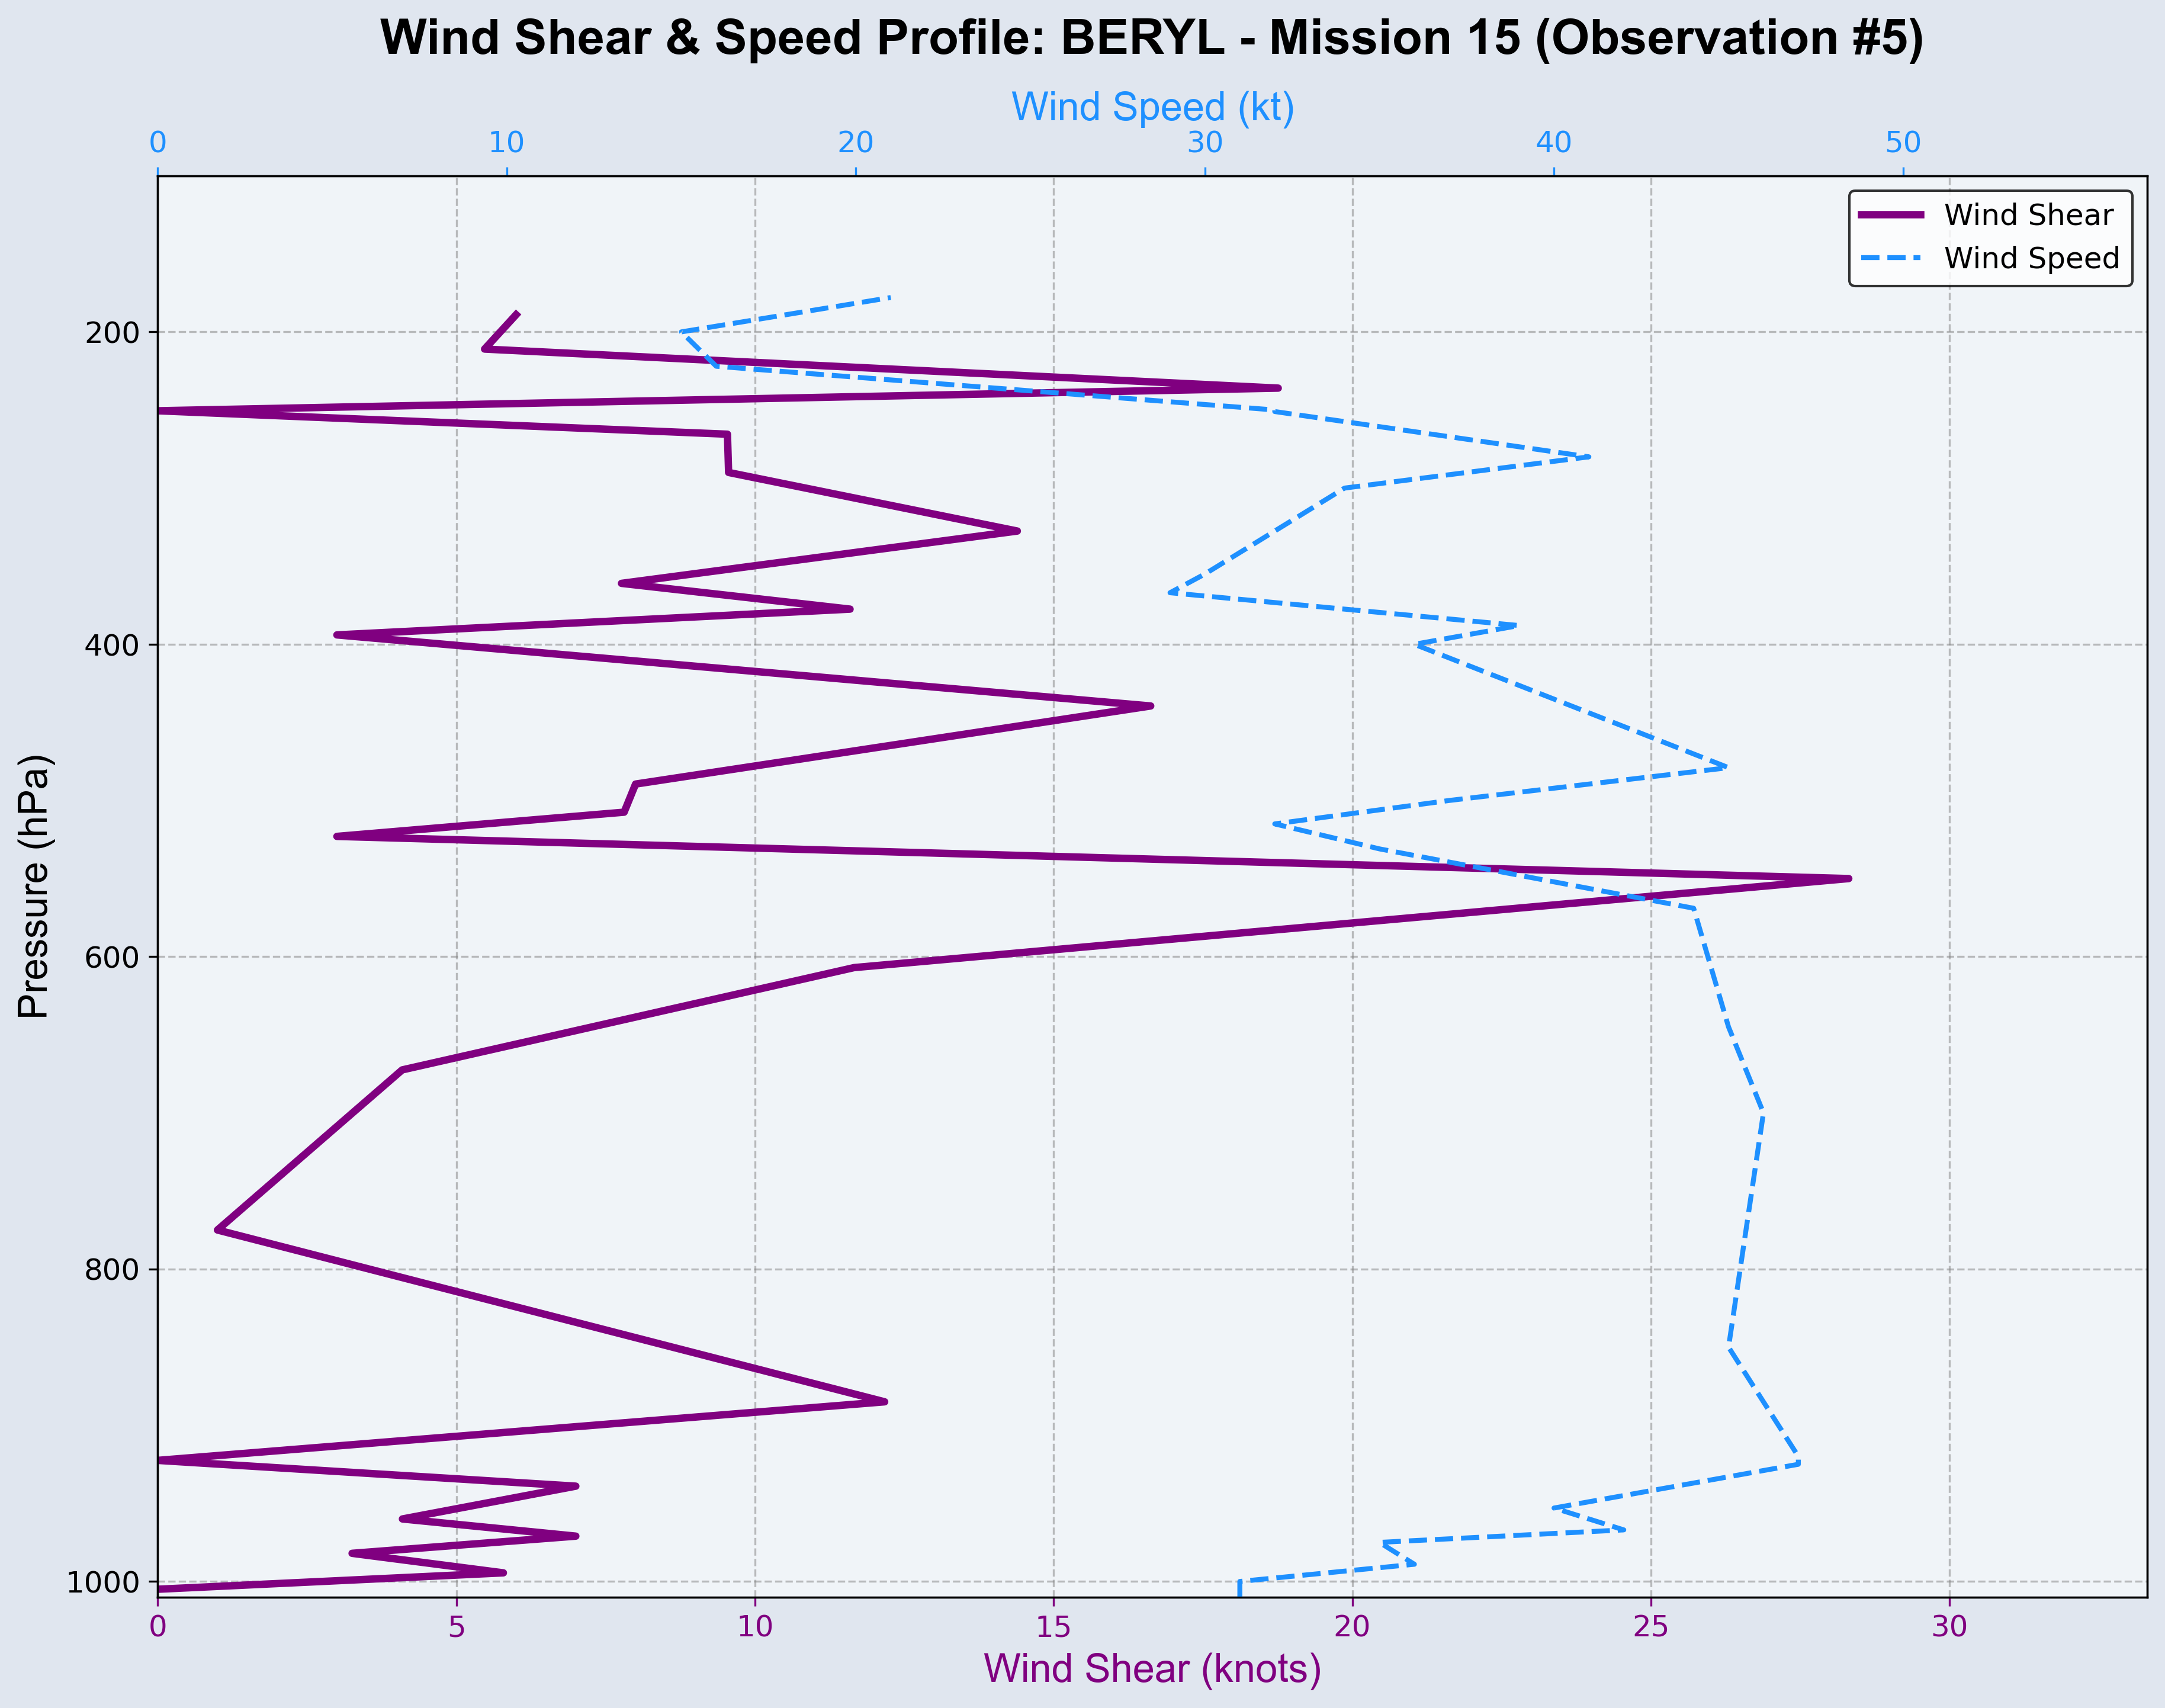 Wind Shear & Speed Profile: BERYL - Mission 15 (Observation #5)
Wind Speed (kt)
0 10 20 30 40 50
Wind Shear
Wind Speed
Pressure (hPa)
200
400
600
800
1000
0 5 10 15 20 25 30
Wind Shear (knots)